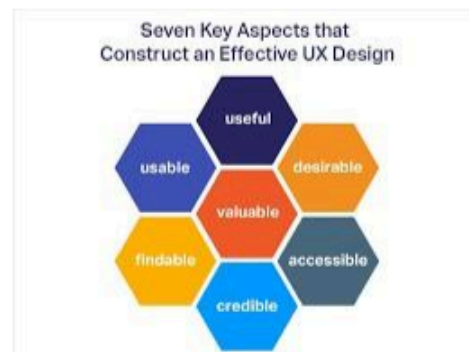 Seven Key Aspects that
Construct an Effective UX Design
useful
usable
desirable
valuable
findable
accessible
credible